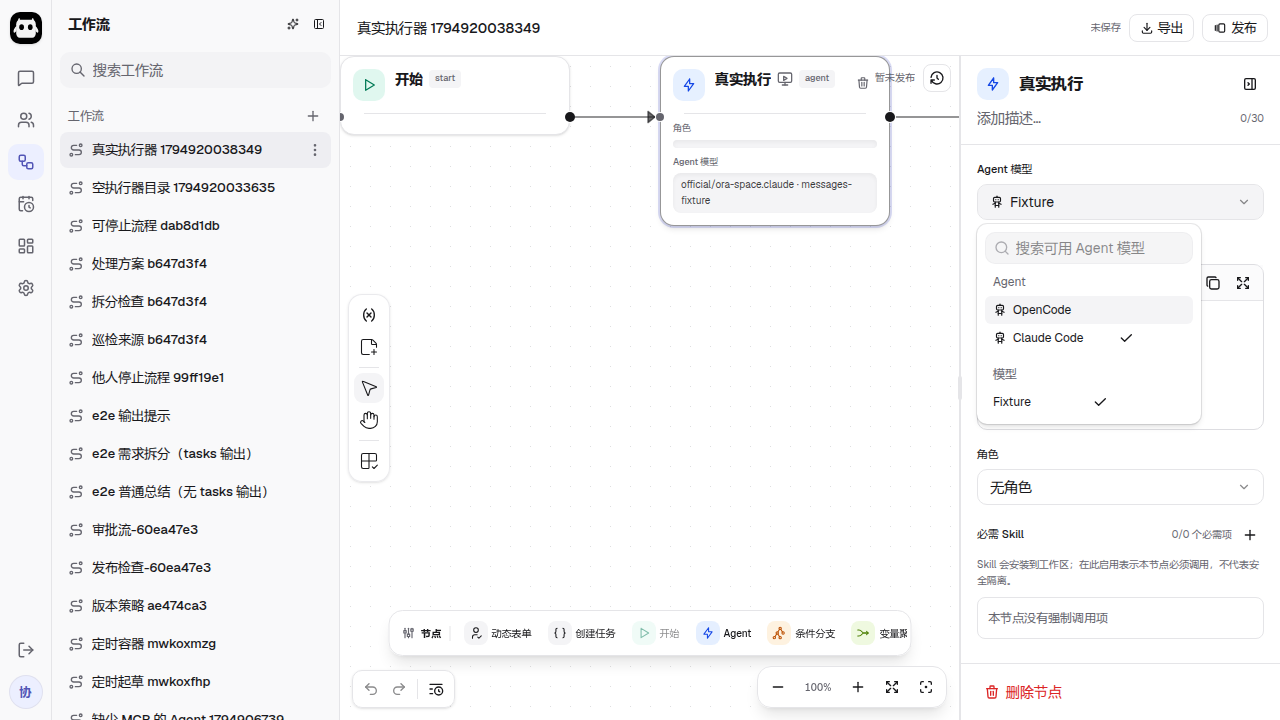 工作流
搜索工作流
工作流
真实执行器 1794920038349
空执行器目录 1794920033635
可停止流程 dab8d1db
处理方案 b647d3f4
拆分检查 b647d3f4
巡检来源 b647d3f4
他人停止流程 99ff19e1
e2e 输出提示
e2e 需求拆分（tasks 输出）
e2e 普通总结（无 tasks 输出）
审批流-60ea47e3
发布检查-60ea47e3
版本策略 ae474ca3
定时容器 mwkoxmzg
定时起草 mwkoxfhp
缺少 MCP 的 Agent 1794906739
协
真实执行器 1794920038349
未保存
导出
发布
开始
start
真实执行
agent
暂未发布
角色
Agent 模型
official/ora-space.claude · messages-
fixture
节点
动态表单
创建任务
开始
Agent
条件分支
变量聚
100%
真实执行
添加描述...
0/30
Agent 模型
Fixture
搜索可用 Agent 模型
Agent
OpenCode
Claude Code
模型
Fixture
角色
无角色
必需 Skill
0/0 个必需项
Skill 会安装到工作区；在此启用表示本节点必须调用，不代表安
全隔离。
本节点没有强制调用项
删除节点